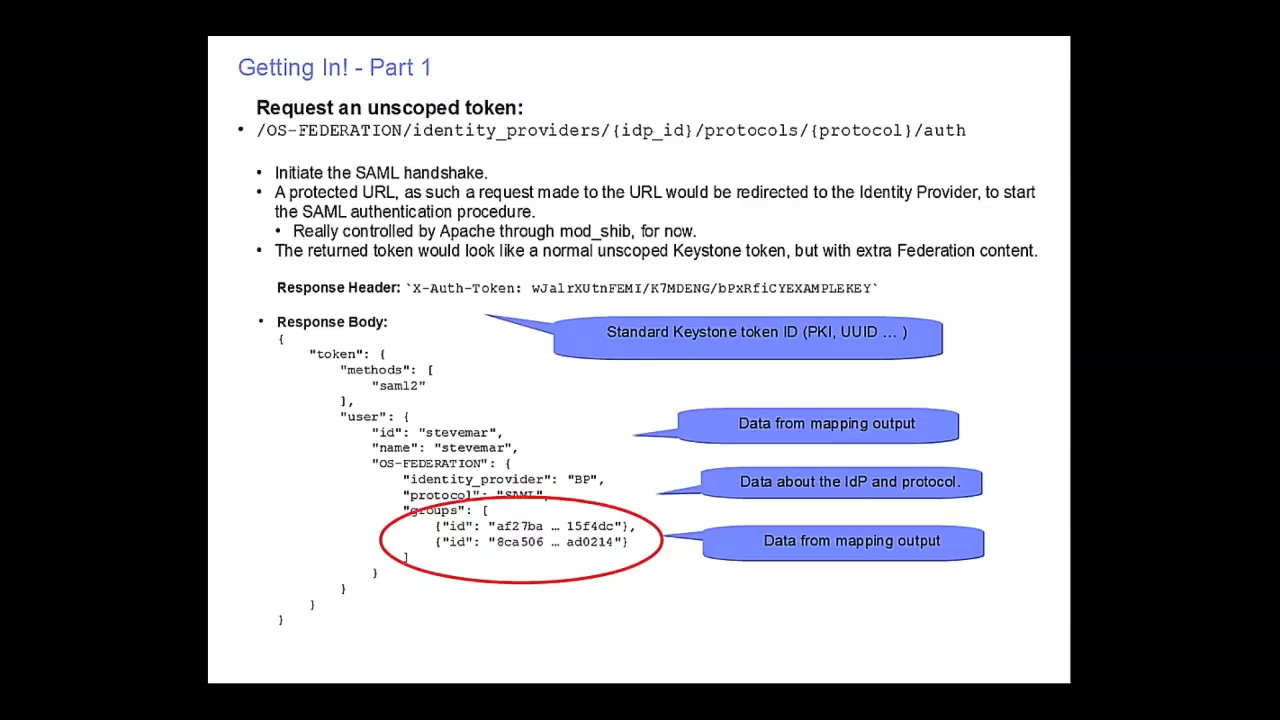 Getting In! - Part 1
Request an unscoped token:
• /OS-FEDERATION/identity_providers/{idp_id}/protocols/{protocol}/auth
• Initiate the SAML handshake.
• A protected URL, as such a request made to the URL would be redirected to the Identity Provider, to start
the SAML authentication procedure.
• Really controlled by Apache through mod_shib, for now.
• The returned token would look like a normal unscoped Keystone token, but with extra Federation content.
Response Header: `X-Auth-Token: wJalrXUtnFEMI/K7MDENG/bPxRfiCYEXAMPLEKEY`
Standard Keystone token ID (PKI, UUID … )
• Response Body:
{
"token": {
"methods": [
"saml2"
],
"user": {
"id": "stevemar",
"name": "stevemar",
"OS-FEDERATION": {
"identity_provider": "BP",
"protocol": "SAML",
"groups": [
{"id": "af27ba … 15f4dc"},
{"id": "8ca506 … ad0214"}
]
}
}
}
}
Data from mapping output
Data about the IdP and protocol.
Data from mapping output